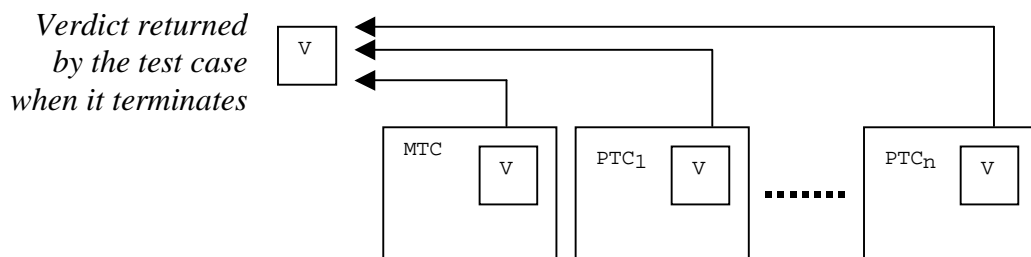 Verdict returned
by the test case
when it terminates
V
MTC
V
PTC1
V
PTCn
V